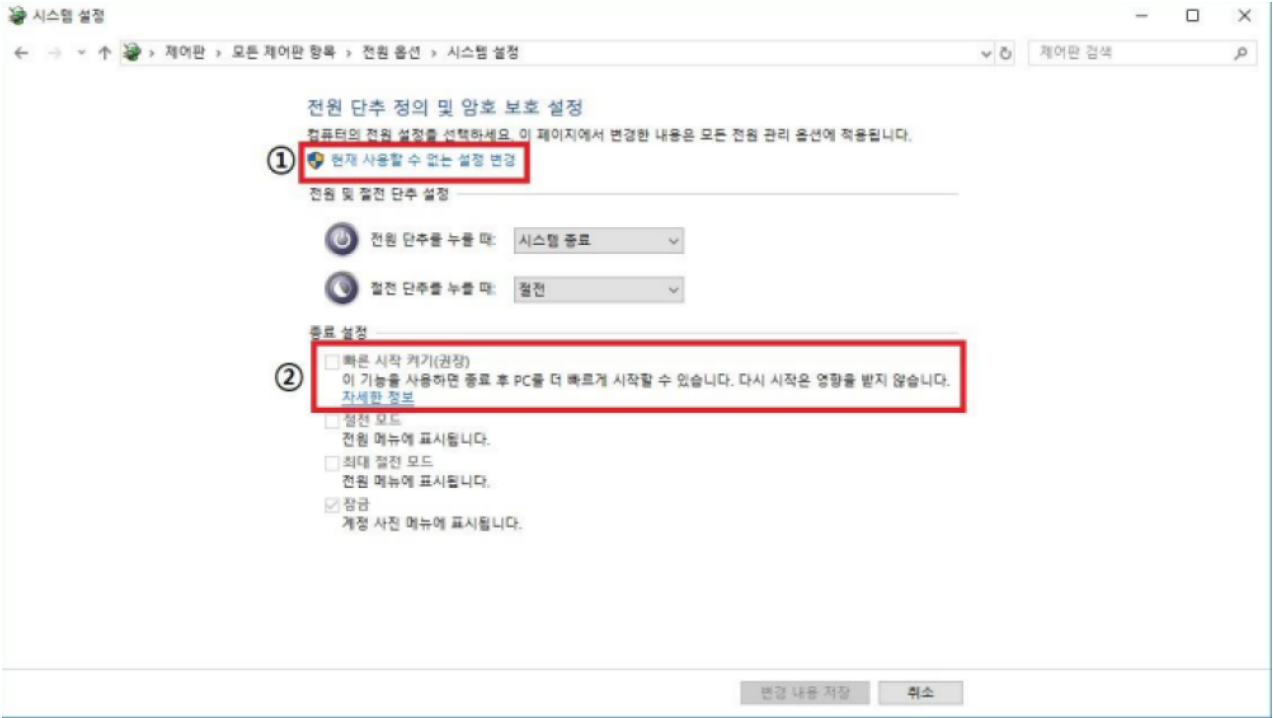 시스템 설정
제어판 › 모든 제어판 항목 › 전원 옵션 › 시스템 설정
제어판 검색
전원 단추 정의 및 암호 보호 설정
컴퓨터의 전원 설정을 선택하세요. 이 페이지에서 변경한 내용은 모든 전원 관리 옵션에 적용됩니다.
① 현재 사용할 수 없는 설정 변경
전원 및 절전 단추 설정
전원 단추를 누를 때: 시스템 종료
절전 단추를 누를 때: 절전
종료 설정
빠른 시작 켜기(권장)
② 이 기능을 사용하면 종료 후 PC를 더 빠르게 시작할 수 있습니다. 다시 시작은 영향을 받지 않습니다.
자세한 정보
절전 모드
전원 메뉴에 표시됩니다.
최대 절전 모드
전원 메뉴에 표시됩니다.
잠금
계정 사진 메뉴에 표시됩니다.
변경 내용 저장 취소